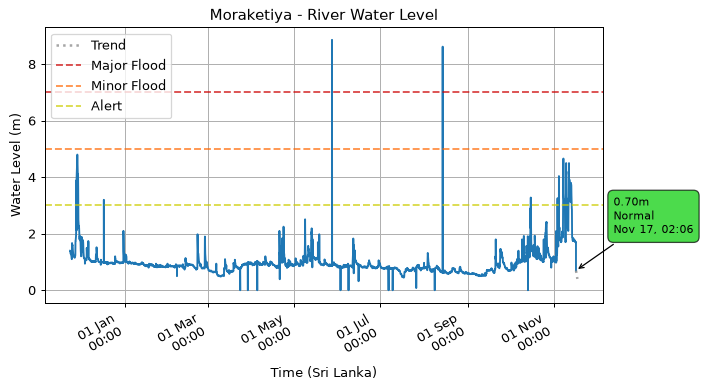 Moraketiya - River Water Level
Trend
Major Flood
Minor Flood
Alert
Water Level (m)
8
6
4
2
0
0.70m
Normal
Nov 17, 02:06
01 Jan
00:00
01 Mar
00:00
01 May
00:00
01 Jul
00:00
01 Sep
00:00
01 Nov
00:00
Time (Sri Lanka)